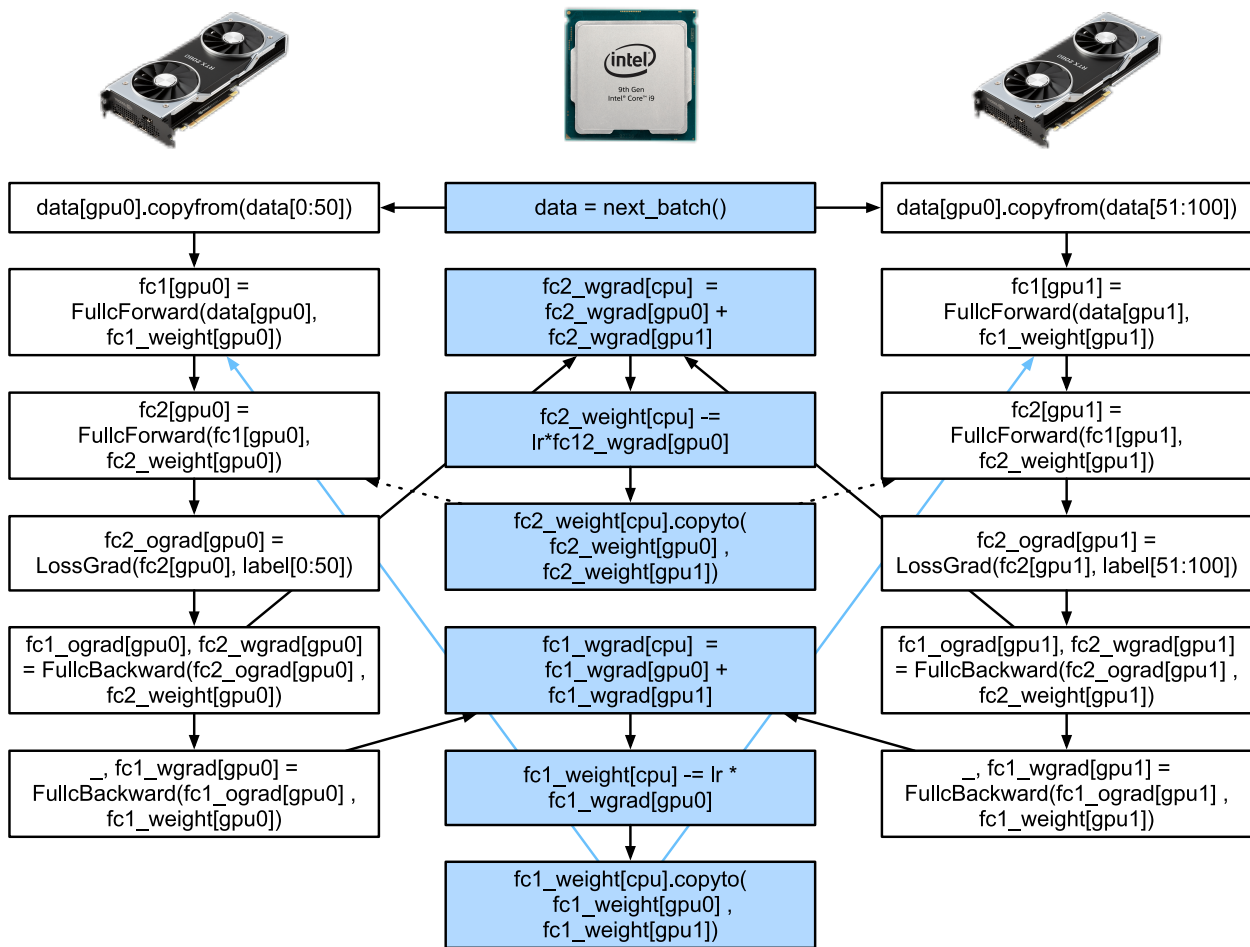 RTX 2080
intel
9th Gen
Intel® Core™ i9
RTX 2080
data[gpu0].copyfrom(data[0:50])
data = next_batch()
data[gpu0].copyfrom(data[51:100])
fc1[gpu0] =
FullcForward(data[gpu0],
fc1_weight[gpu0])
fc2_wgrad[cpu] =
fc2_wgrad[gpu0] +
fc2_wgrad[gpu1]
fc1[gpu1] =
FullcForward(data[gpu1],
fc1_weight[gpu1])
fc2[gpu0] =
FullcForward(fc1[gpu0],
fc2_weight[gpu0])
fc2_weight[cpu] -=
lr*fc12_wgrad[gpu0]
fc2[gpu1] =
FullcForward(fc1[gpu1],
fc2_weight[gpu1])
fc2_ograd[gpu0] =
LossGrad(fc2[gpu0], label[0:50])
fc2_weight[cpu].copyto(
fc2_weight[gpu0] ,
fc2_weight[gpu1])
fc2_ograd[gpu1] =
LossGrad(fc2[gpu1], label[51:100])
fc1_ograd[gpu0], fc2_wgrad[gpu0]
= FullcBackward(fc2_ograd[gpu0] ,
fc2_weight[gpu0])
fc1_wgrad[cpu] =
fc1_wgrad[gpu0] +
fc1_wgrad[gpu1]
fc1_ograd[gpu1], fc2_wgrad[gpu1]
= FullcBackward(fc2_ograd[gpu1] ,
fc2_weight[gpu1])
_, fc1_wgrad[gpu0] =
FullcBackward(fc1_ograd[gpu0] ,
fc1_weight[gpu0])
fc1_weight[cpu] -= lr *
fc1_wgrad[gpu0]
_, fc1_wgrad[gpu1] =
FullcBackward(fc1_ograd[gpu1] ,
fc1_weight[gpu1])
fc1_weight[cpu].copyto(
fc1_weight[gpu0] ,
fc1_weight[gpu1])